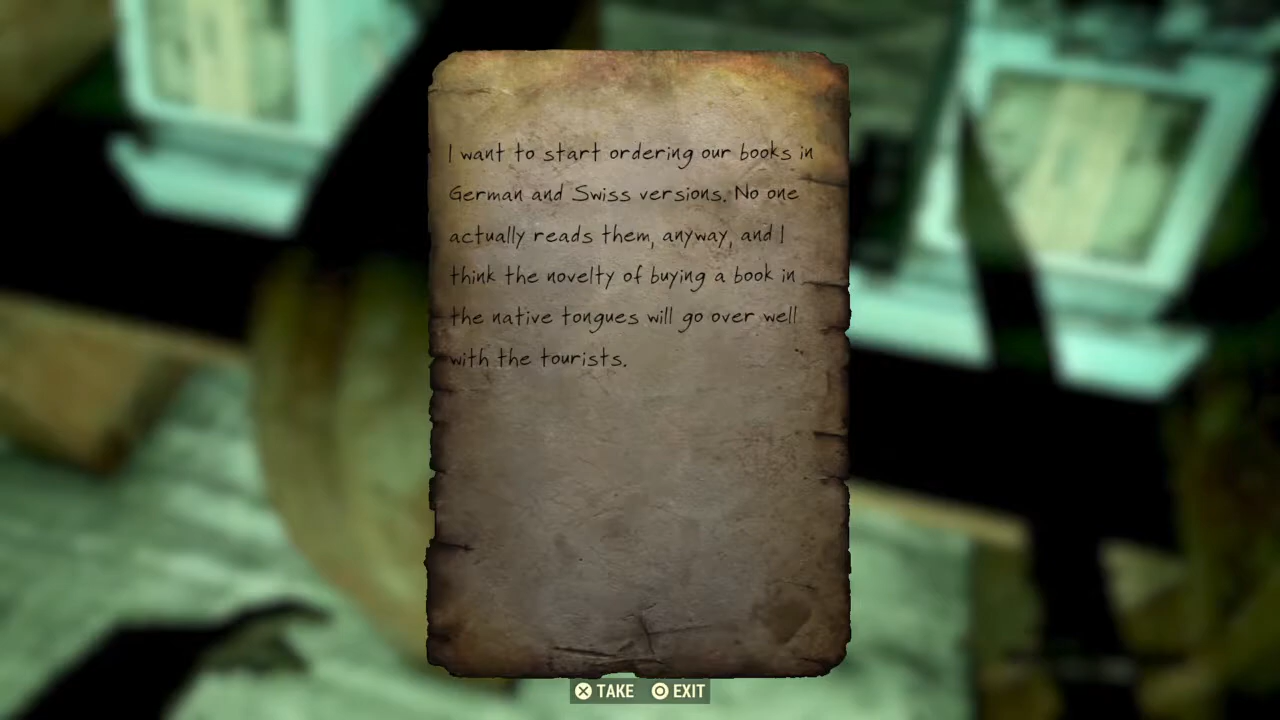 I want to start ordering our books in
German and Swiss versions. No one
actually reads them, anyway, and I
think the novelty of buying a book in
the native tongues will go over well
with the tourists.
TAKE EXIT